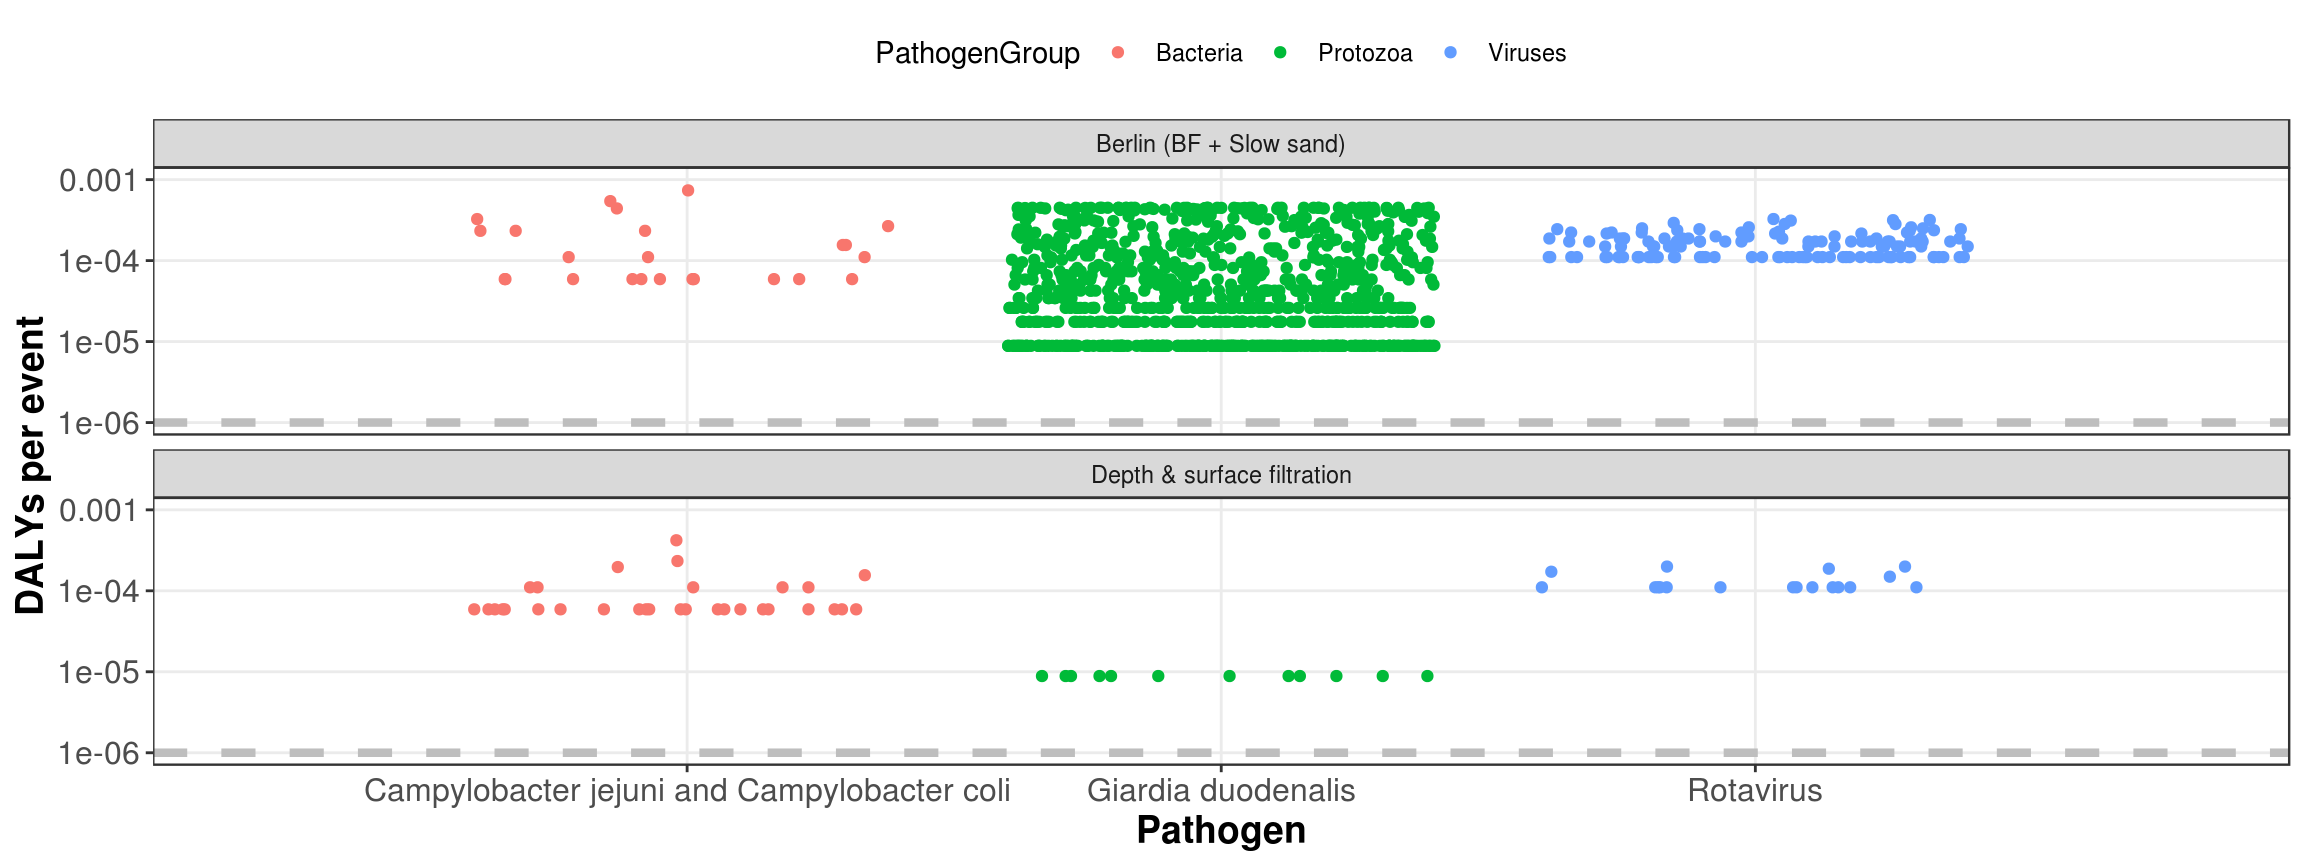 PathogenGroup Bacteria Protozoa Viruses
Berlin (BF + Slow sand)
0.001
1e-04
1e-05
1e-06
Depth & surface filtration
0.001
1e-04
1e-05
1e-06
DALYs per event
Campylobacter jejuni and Campylobacter coli Giardia duodenalis Rotavirus
Pathogen